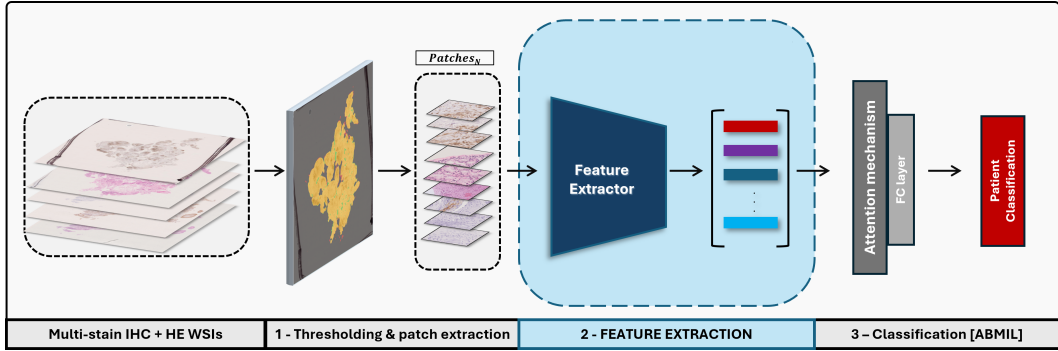 Patches_N
Feature
Extractor
Attention mechanism
FC layer
Patient
Classification
Multi-stain IHC + HE WSIs
1 - Thresholding & patch extraction
2 - FEATURE EXTRACTION
3 – Classification [ABMIL]